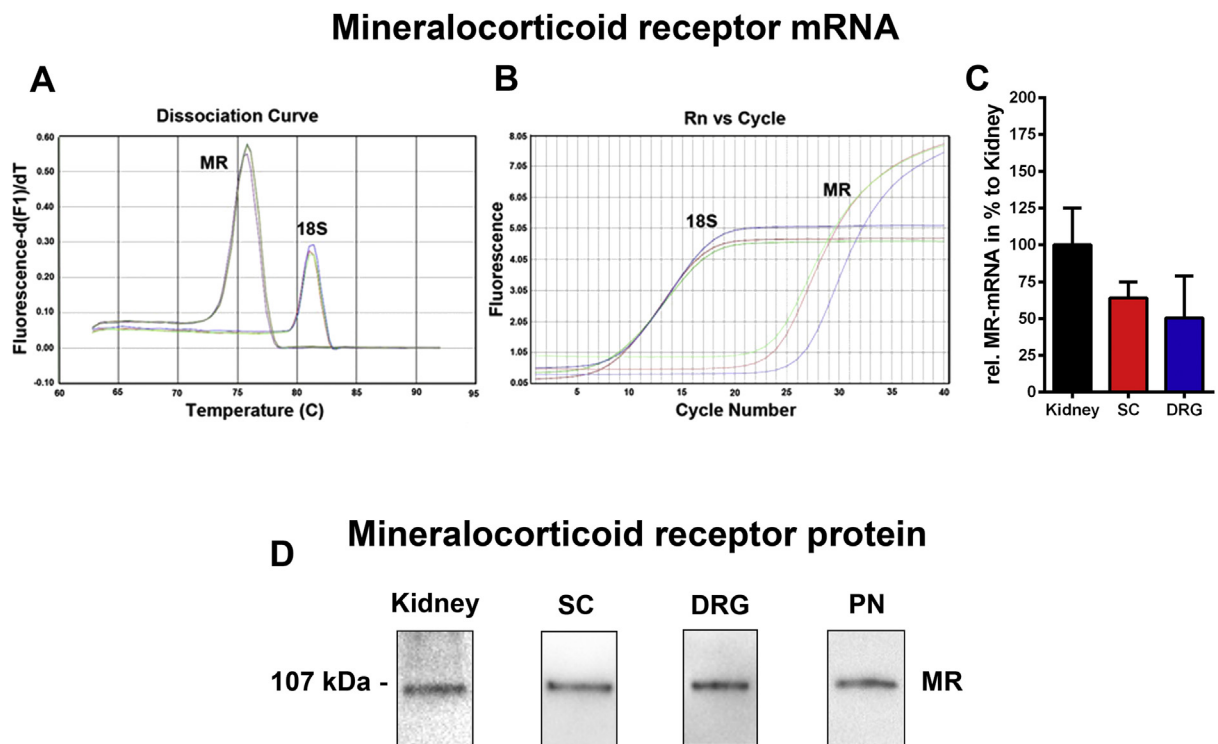 Mineralocorticoid receptor mRNA
A
B
C
Dissociation Curve
Fluorescence-d(F1)/dT
0.60
0.50
0.40
0.30
0.20
0.10
0.00
-0.10
MR
18S
60
65
70
75
80
85
90
95
Temperature (C)
Rn vs Cycle
Fluorescence
8.05
7.05
6.05
5.05
4.05
3.05
2.05
1.05
0.05
18S
MR
5
10
15
20
25
30
35
40
Cycle Number
rel. MR-mRNA in % to Kidney
200
175
150
125
100
75
50
25
0
Kidney SC DRG
Mineralocorticoid receptor protein
D
Kidney SC DRG PN
107 kDa -
MR